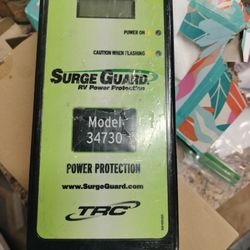 POWER ON
CAUTION WHEN FLASHING
SURGE GUARD
RV Power Protection
Model
34730
POWER PROTECTION
www.SurgeGuard.com
TRC